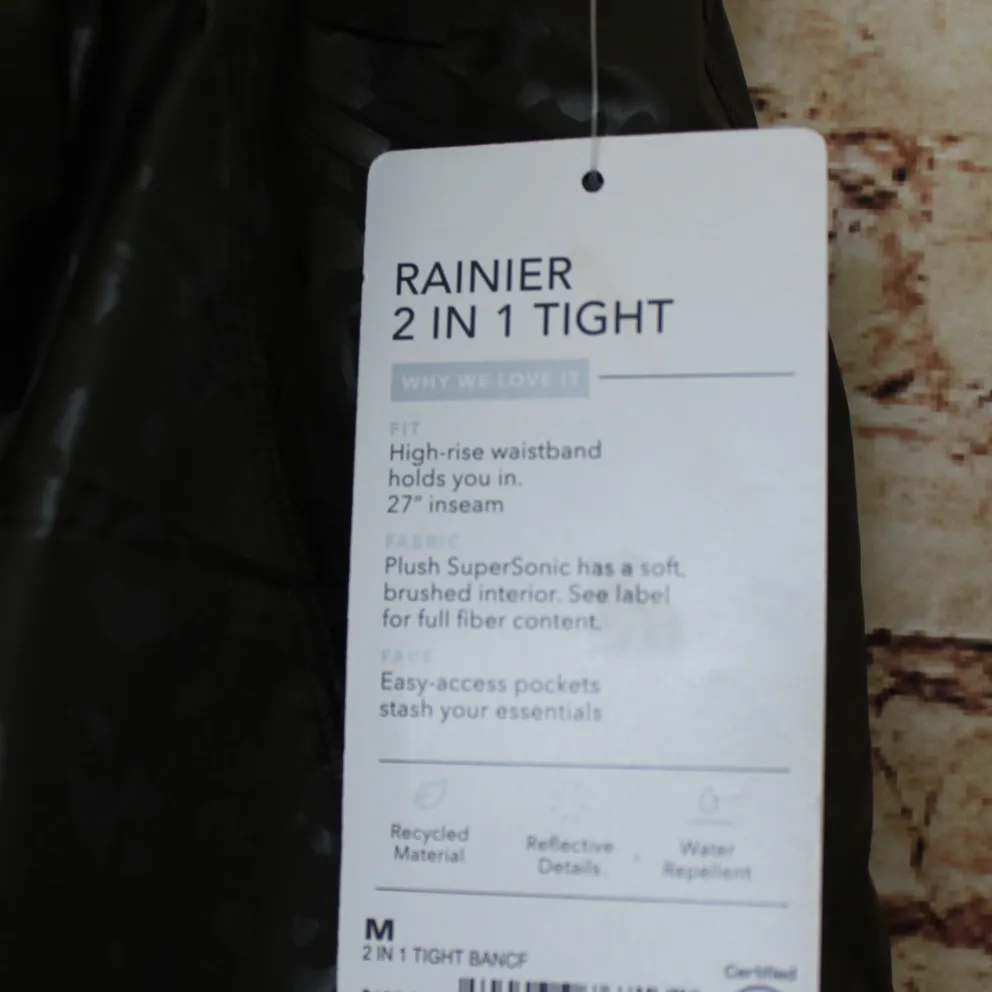 RAINIER
2 IN 1 TIGHT
WHY WE LOVE IT
FIT
High-rise waistband
holds you in.
27" inseam
FABRIC
Plush SuperSonic has a soft,
brushed interior. See label
for full fiber content.
FAVE
Easy-access pockets
stash your essentials
Recycled
Material
Reflective
Details
Water
Repellent
M
2 IN 1 TIGHT BANCF
Certified